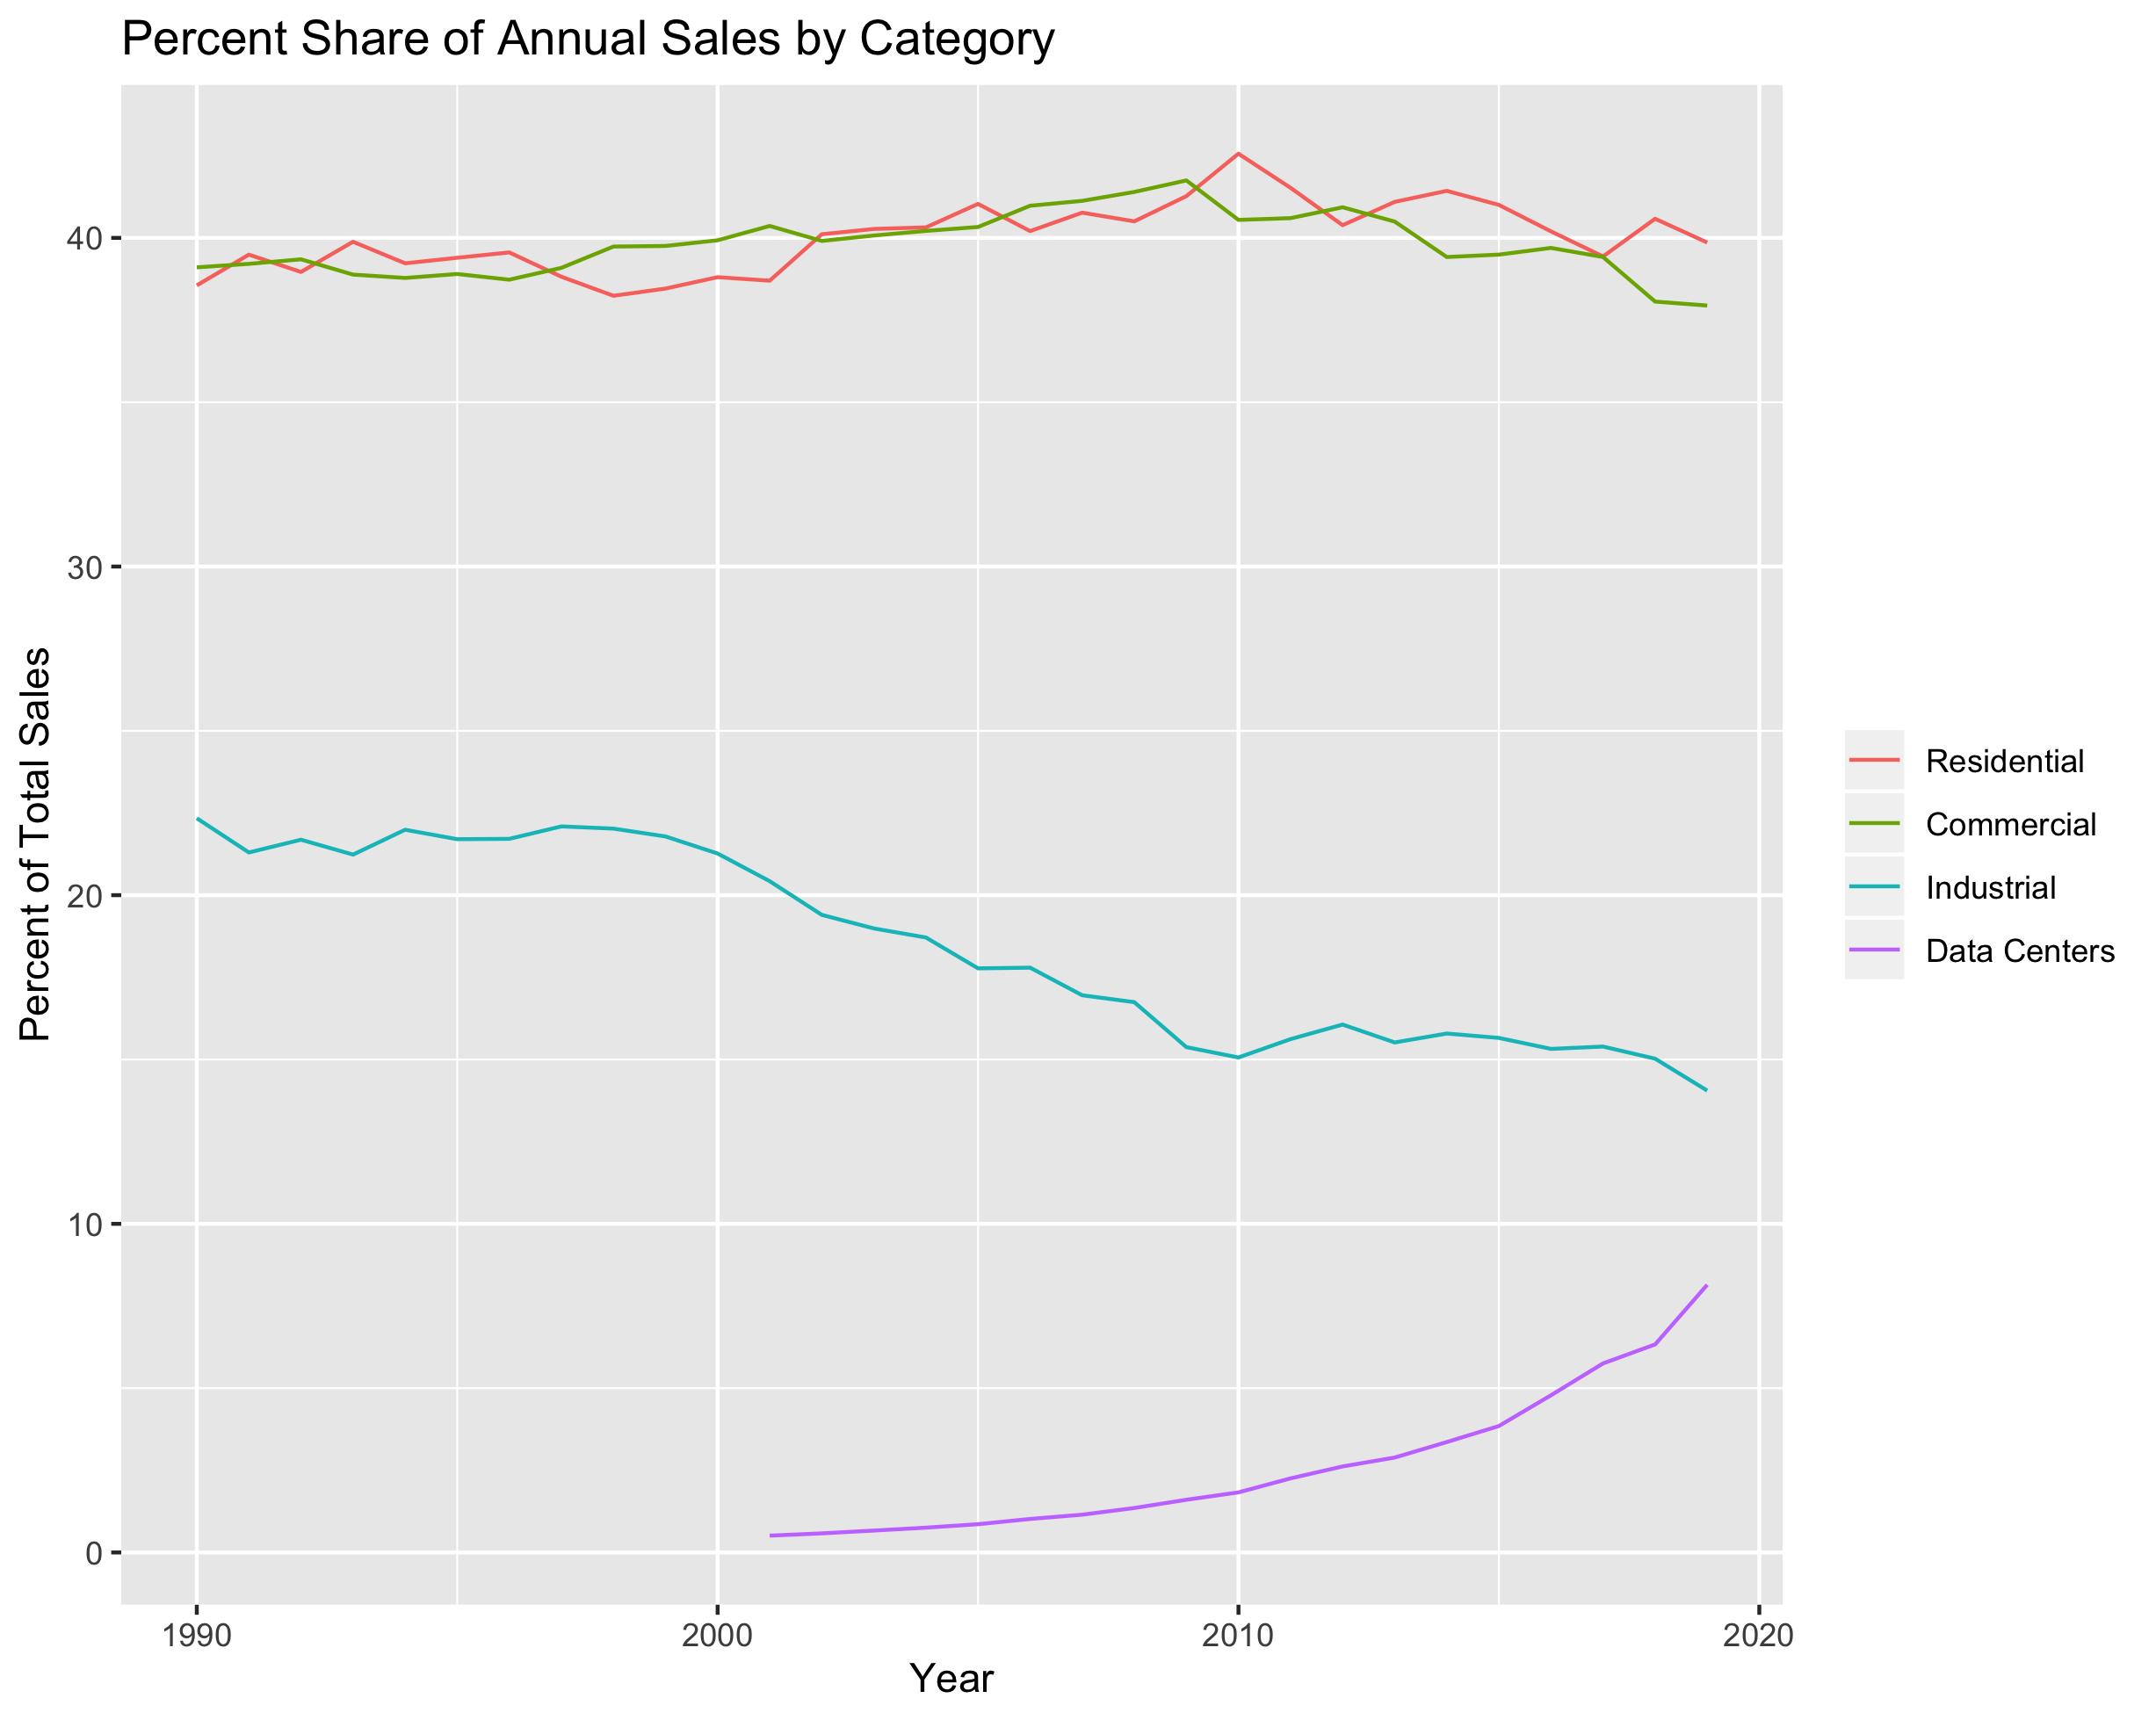 Percent Share of Annual Sales by Category
Percent of Total Sales
40
30
20
10
0
1990
2000
2010
2020
Year
Residential
Commercial
Industrial
Data Centers